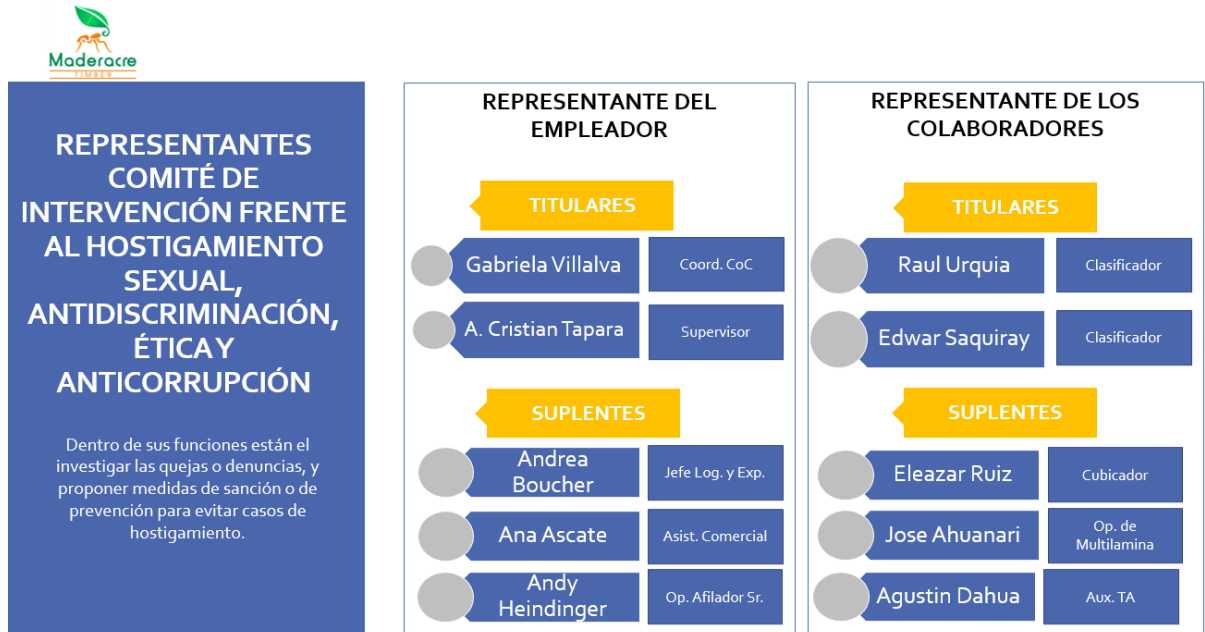 Maderacre
TIMBER
REPRESENTANTES
COMITÉ DE
INTERVENCIÓN FRENTE
AL HOSTIGAMIENTO
SEXUAL,
ANTIDISCRIMINACIÓN,
ÉTICA Y
ANTICORRUPCIÓN
Dentro de sus funciones están el
investigar las quejas o denuncias, y
proponer medidas de sanción o de
prevención para evitar casos de
hostigamiento.
REPRESENTANTE DEL
EMPLEADOR
TITULARES
Gabriela Villalva
Coord. CoC
A. Cristian Tapara
Supervisor
SUPLENTES
Andrea
Boucher
Jefe Log. y Exp.
Ana Ascate
Asist. Comercial
Andy
Heindinger
Op. Afilador Sr.
REPRESENTANTE DE LOS
COLABORADORES
TITULARES
Raul Urquia
Clasificador
Edwar Saquiray
Clasificador
SUPLENTES
Eleazar Ruiz
Cubicador
Jose Ahuanari
Op. de
Multilamina
Agustin Dahua
Aux. TA